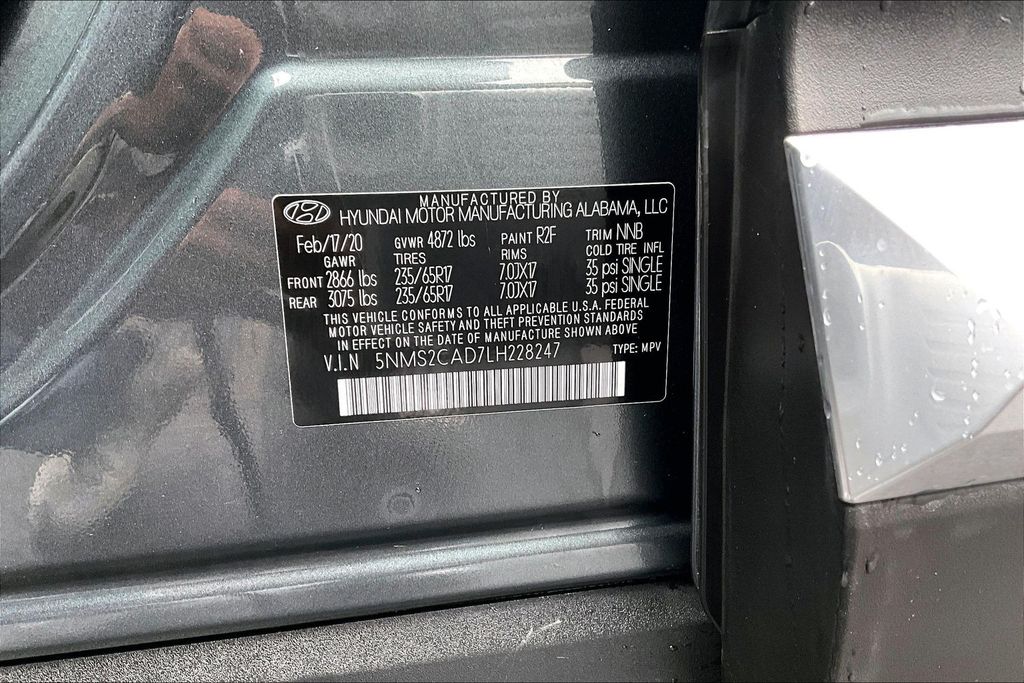 MANUFACTURED BY
HYUNDAI MOTOR MANUFACTURING ALABAMA, LLC
Feb/17/20 GVWR 4872 lbs PAINT R2F TRIM NNB
GAWR TIRES RIMS COLD TIRE INFL
FRONT 2866 lbs 235/65R17 7.0JX17 35 psi SINGLE
REAR 3075 lbs 235/65R17 7.0JX17 35 psi SINGLE
THIS VEHICLE CONFORMS TO ALL APPLICABLE U.S.A. FEDERAL
MOTOR VEHICLE SAFETY AND THEFT PREVENTION STANDARDS
IN EFFECT ON THE DATE OF MANUFACTURE SHOWN ABOVE
V.I.N 5NMS2CAD7LH228247 TYPE: MPV